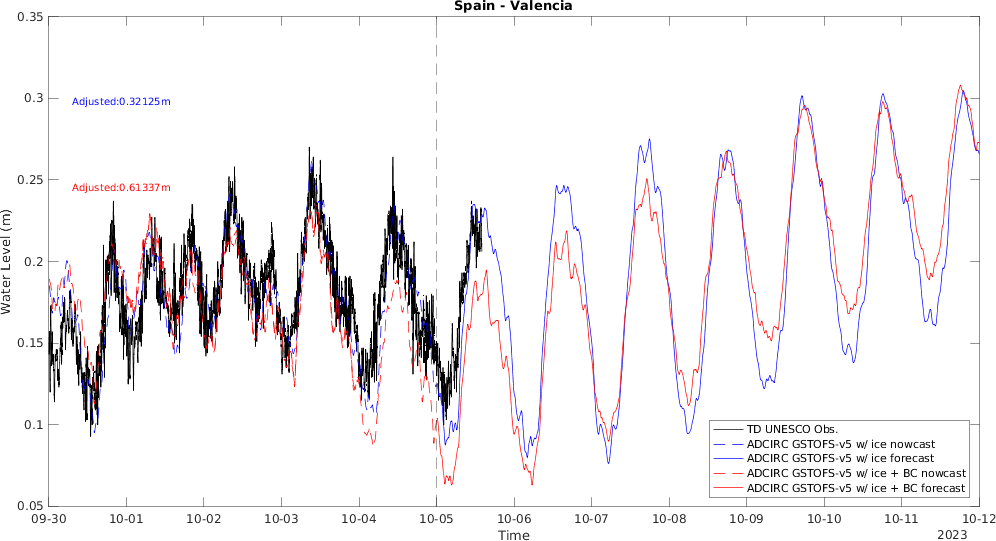 Spain - Valencia
0.35
0.3
0.25
0.2
0.15
0.1
0.05
Water Level (m)
Adjusted:0.32125m
Adjusted:0.61337m
TD UNESCO Obs.
ADCIRC GSTOFS-v5 w/ ice nowcast
ADCIRC GSTOFS-v5 w/ ice forecast
ADCIRC GSTOFS-v5 w/ ice + BC nowcast
ADCIRC GSTOFS-v5 w/ ice + BC forecast
09-30 10-01 10-02 10-03 10-04 10-05 10-06 10-07 10-08 10-09 10-10 10-11 10-12
Time
2023